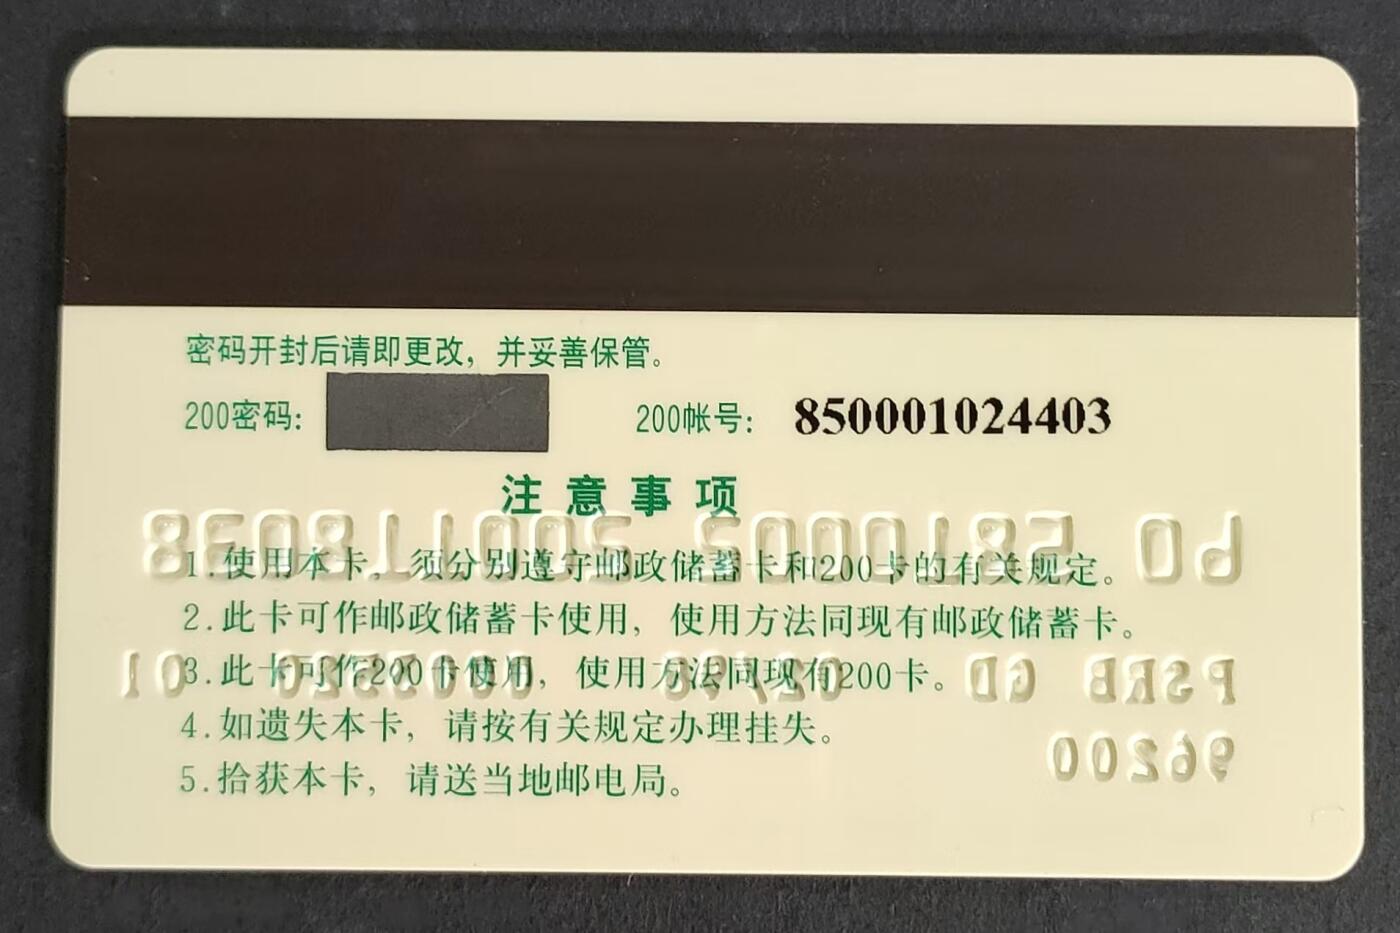 密码开封后请即更改，并妥善保管。
200密码： 200帐号： 850001024403
注意事项
1.使用本卡，须分别遵守邮政储蓄卡和200卡的有关规定。
2.此卡可作邮政储蓄卡使用，使用方法同现有邮政储蓄卡。
3.此卡可作200卡使用，使用方法同现有200卡。
PSRB GD
4.如遗失本卡，请按有关规定办理挂失。
96200
5.拾获本卡，请送当地邮电局。